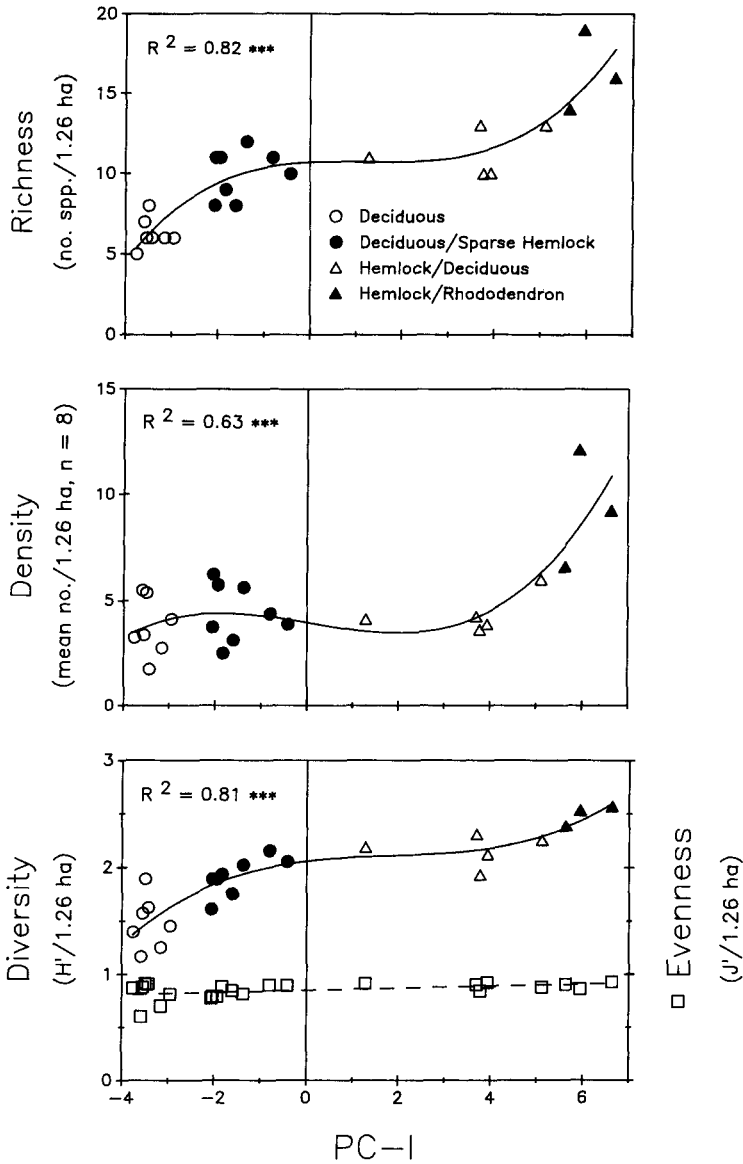 20
15
10
5
0
Richness
(no. spp./1.26 ha)
R 2 = 0.82 ***
Deciduous
Deciduous/Sparse Hemlock
Hemlock/Deciduous
Hemlock/Rhododendron
15
10
5
0
Density
(mean no./1.26 ha, n = 8)
R 2 = 0.63 ***
3
2
1
0
Diversity
(H'/1.26 ha)
R 2 = 0.81 ***
Evenness
(J'/1.26 ha)
−4 −2 0 2 4 6
PC−I